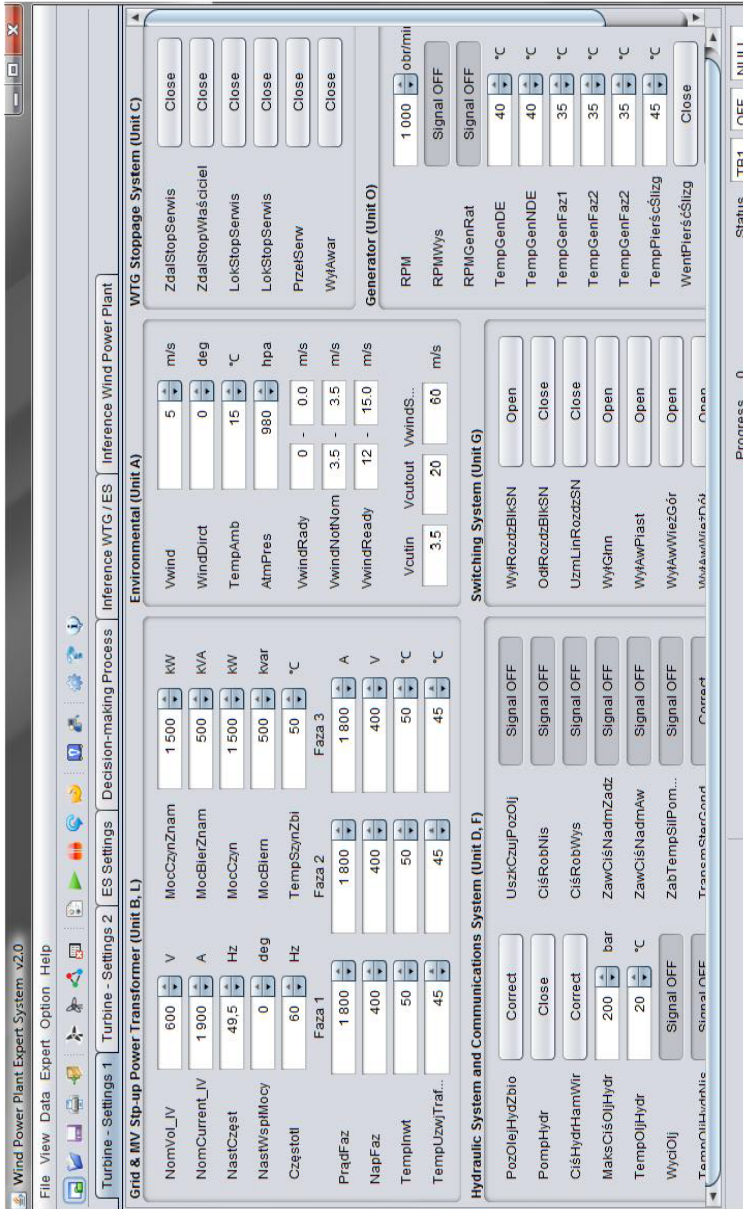 Wind Power Plant Expert System v2.0
File View Data Expert Option Help
Turbine - Settings 1 Turbine - Settings 2 ES Settings Decision-making Process Inference WTG / ES Inference Wind Power Plant
Grid & MV Stp-up Power Transformer (Unit B, L)
NomVol_IV 600 V MocCzynZnam 1 500 kW
NomCurrent_IV 1 900 A MocBierZnam 500 kVA
NastCzęst 49,5 Hz MocCzyn 1 500 kW
NastWspłMocy 0 deg MocBiern 500 kvar
Częstotl 60 Hz TempSzynZbi 50 °C
Faza 1 Faza 2 Faza 3
PrądFaz 1 800 1 800 1 800 A
NapFaz 400 400 400 V
TempInwt 50 50 50 °C
TempUzwjTraf... 45 45 45 °C
Environmental (Unit A)
Vwind 5 m/s
WindDirct 0 deg
TempAmb 15 °C
AtmPres 980 hpa
VwindRady 0 - 0.0 m/s
VwindNotNom 3.5 - 3.5 m/s
VwindReady 12 - 15.0 m/s
Vcutin Vcutout VwindS...
3.5 20 60 m/s
WTG Stoppage System (Unit C)
ZdalStopSerwis Close
ZdalStopWłaściciel Close
LokStopSerwis Close
LokStopSerwis Close
PrzełSerw Close
WyłAwar Close
Hydraulic System and Communications System (Unit D, F)
PozOlejHydZbio Correct UszkCzujPozOlj Signal OFF
PompHydr Close CiśRobNis Signal OFF
CiśHydrHamWir Correct CiśRobWys Signal OFF
MaksCiśOljHydr 200 bar ZawCiśNadmZadz Signal OFF
TempOljHydr 20 °C ZawCiśNadmAw Signal OFF
WyciOlj Signal OFF ZabTempSilPom... Signal OFF
TempOljHydrNis Signal OFF TransmSterGond Correct
Switching System (Unit G)
WyłRozdzBlkSN Open
OdłRozdzBlkSN Close
UzmLinRozdzSN Close
WyłGłnn Open
WyłAwPiast Open
WyłAwWieżGór Open
WyłAwWieżDół Open
Generator (Unit O)
RPM 1 000 obr/min
RPMWys Signal OFF
RPMGenRat Signal OFF
TempGenDE 40 °C
TempGenNDE 40 °C
TempGenFaz1 35 °C
TempGenFaz2 35 °C
TempGenFaz2 35 °C
TempPierścŚlizg 45 °C
WentPierśćSlizg Close
Progress 0 Status TB1 OFF NULL